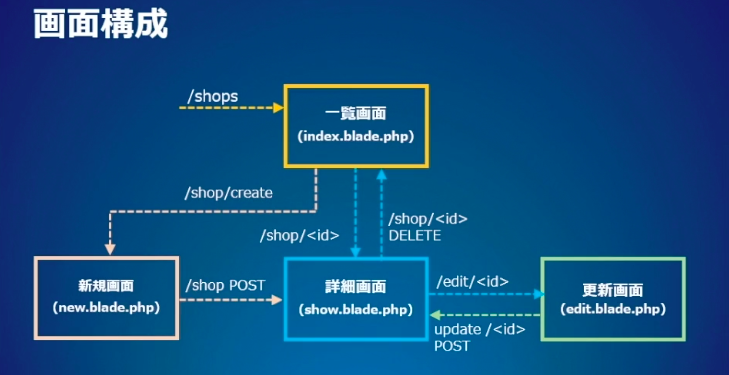 画面構成
/shops
一覧画面
(index.blade.php)
/shop/create
/shop/<id>
/shop/<id>
DELETE
新規画面
(new.blade.php)
/shop POST
詳細画面
(show.blade.php)
/edit/<id>
update /<id>
POST
更新画面
(edit.blade.php)